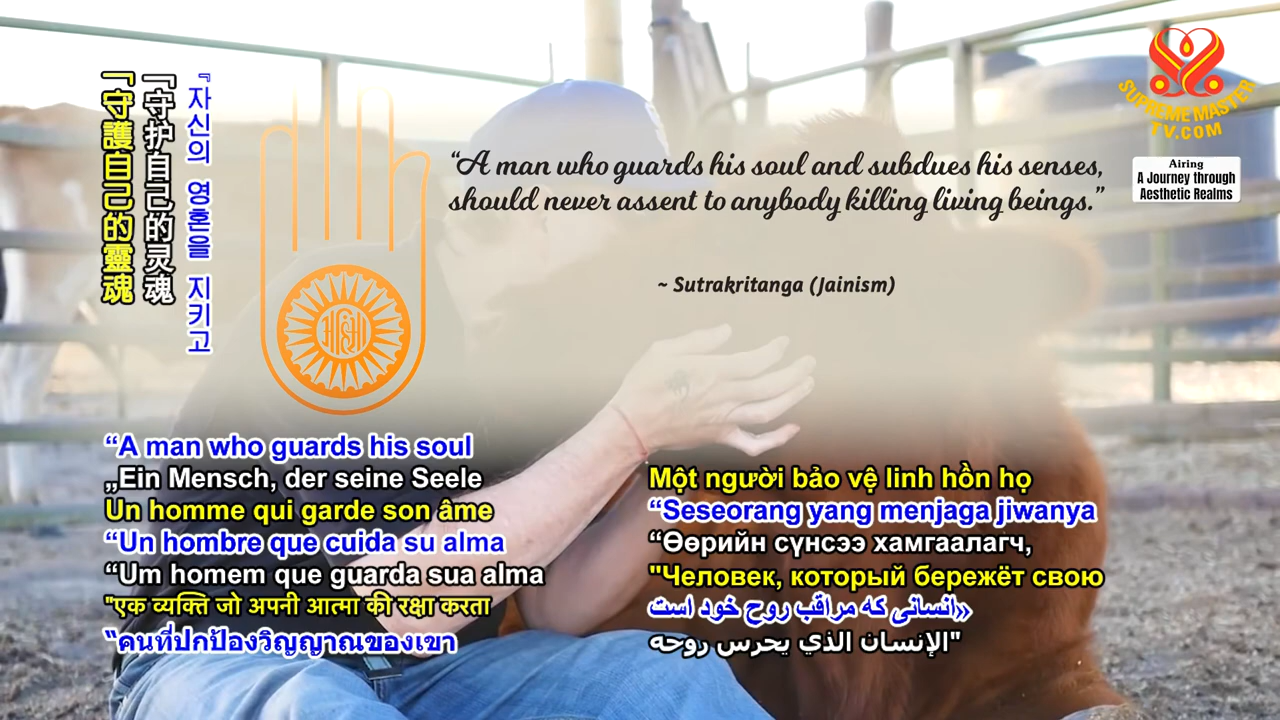 「守護自己的靈魂
「守护自己的灵魂
『자신의 영혼을 지키고
अहिंसा
“A man who guards his soul and subdues his senses,
should never assent to anybody killing living beings.”
~ Sutrakritanga (Jainism)
SUPREME MASTER
TV.COM
Airing
A Journey through
Aesthetic Realms
“A man who guards his soul
„Ein Mensch, der seine Seele
Un homme qui garde son âme
“Un hombre que cuida su alma
“Um homem que guarda sua alma
"एक व्यक्ति जो अपनी आत्मा की रक्षा करता
“คนที่ปกป้องวิญญาณของเขา
Một người bảo vệ linh hồn họ
“Seseorang yang menjaga jiwanya
“Өөрийн сүнсээ хамгаалагч,
"Человек, который бережёт свою
«انسانی که مراقب روح خود است
"الإنسان الذي يحرس روحه